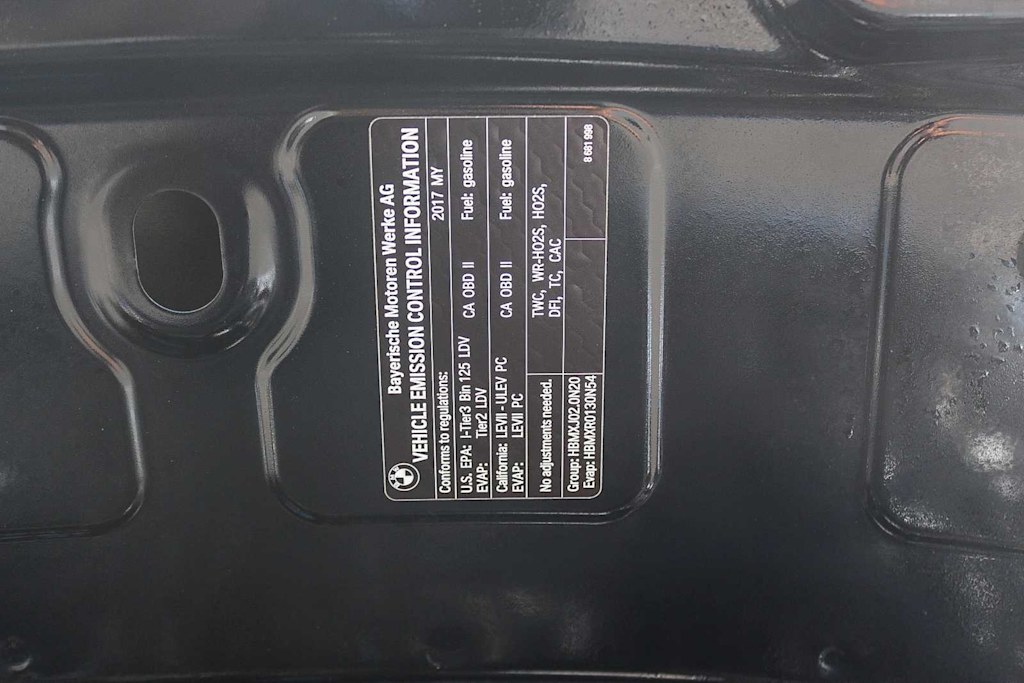 Bayerische Motoren Werke AG
VEHICLE EMISSION CONTROL INFORMATION
Conforms to regulations: 2017 MY
U.S. EPA: I-Tier3 Bin 125 LDV CA OBD II Fuel: gasoline
EVAP: Tier2 LDV
California: LEVII - ULEV PC CA OBD II Fuel: gasoline
EVAP: LEVII PC
No adjustments needed. TWC, WR-HO2S, HO2S,
DFI, TC, CAC
Group: HBMXJ02.0N20
Evap: HBMXR0130N54
8 681 998